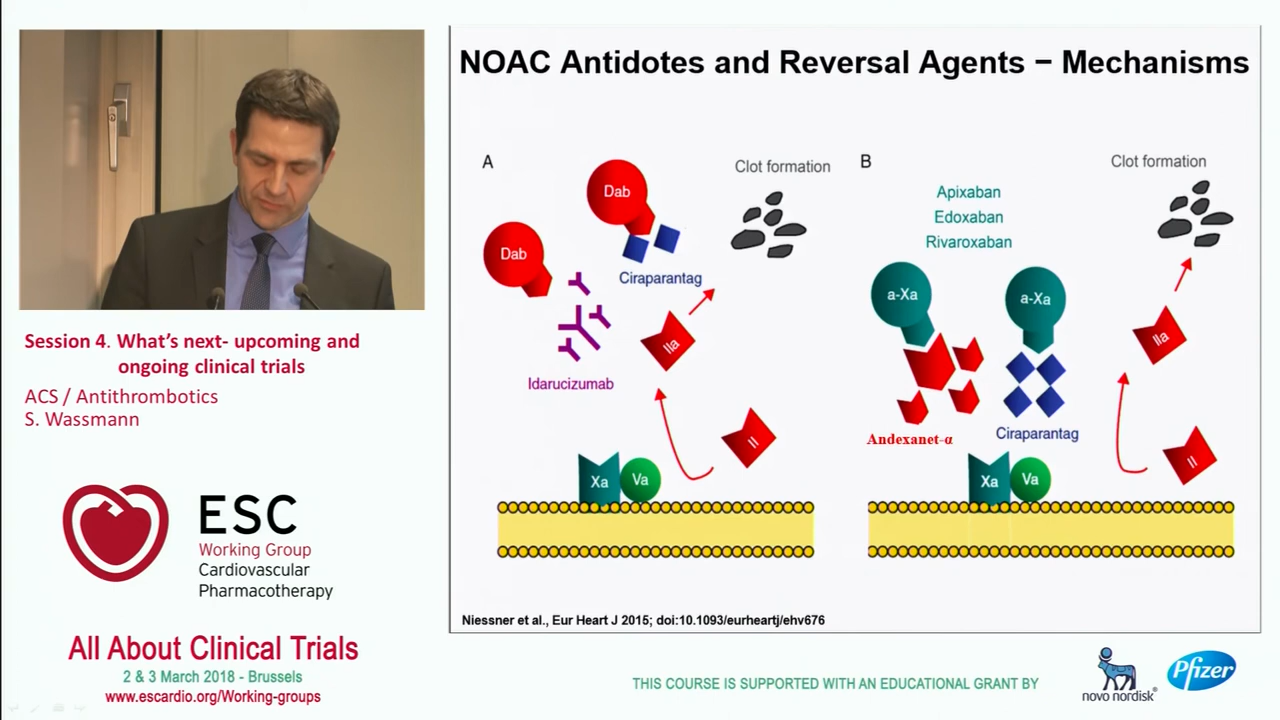 NOAC Antidotes and Reversal Agents − Mechanisms
A
Dab
Dab
Clot formation
Ciraparantag
Idarucizumab
IIa
II
Xa
Va
B
Apixaban
Edoxaban
Rivaroxaban
Clot formation
a-Xa
a-Xa
IIa
Andexanet-α
Ciraparantag
II
Xa
Va
Niessner et al., Eur Heart J 2015; doi:10.1093/eurheartj/ehv676
Session 4. What's next- upcoming and
ongoing clinical trials
ACS / Antithrombotics
S. Wassmann
ESC
Working Group
Cardiovascular
Pharmacotherapy
All About Clinical Trials
2 & 3 March 2018 - Brussels
www.escardio.org/Working-groups
THIS COURSE IS SUPPORTED WITH AN EDUCATIONAL GRANT BY
novo nordisk®
Pfizer